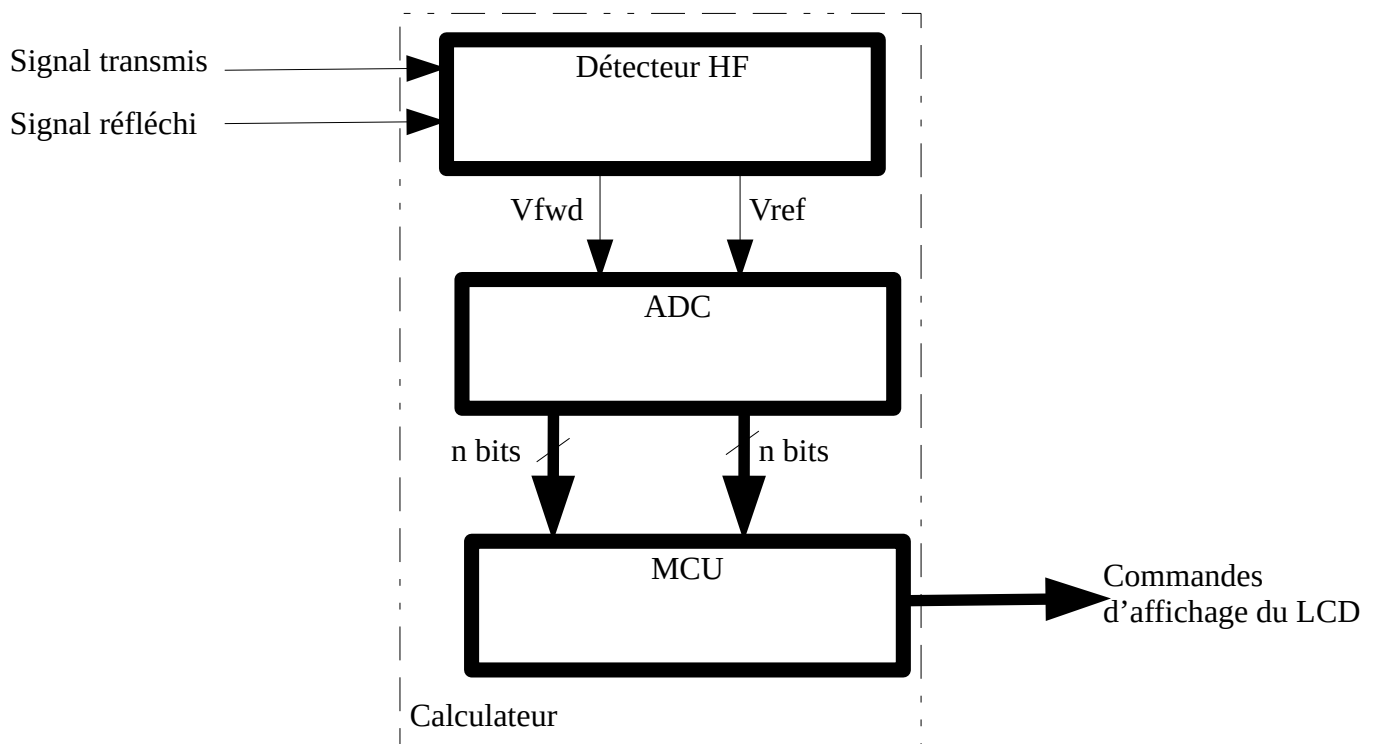 Signal transmis
Signal réfléchi
Détecteur HF
Vfwd
Vref
ADC
n bits
n bits
MCU
Commandes
d’affichage du LCD
Calculateur